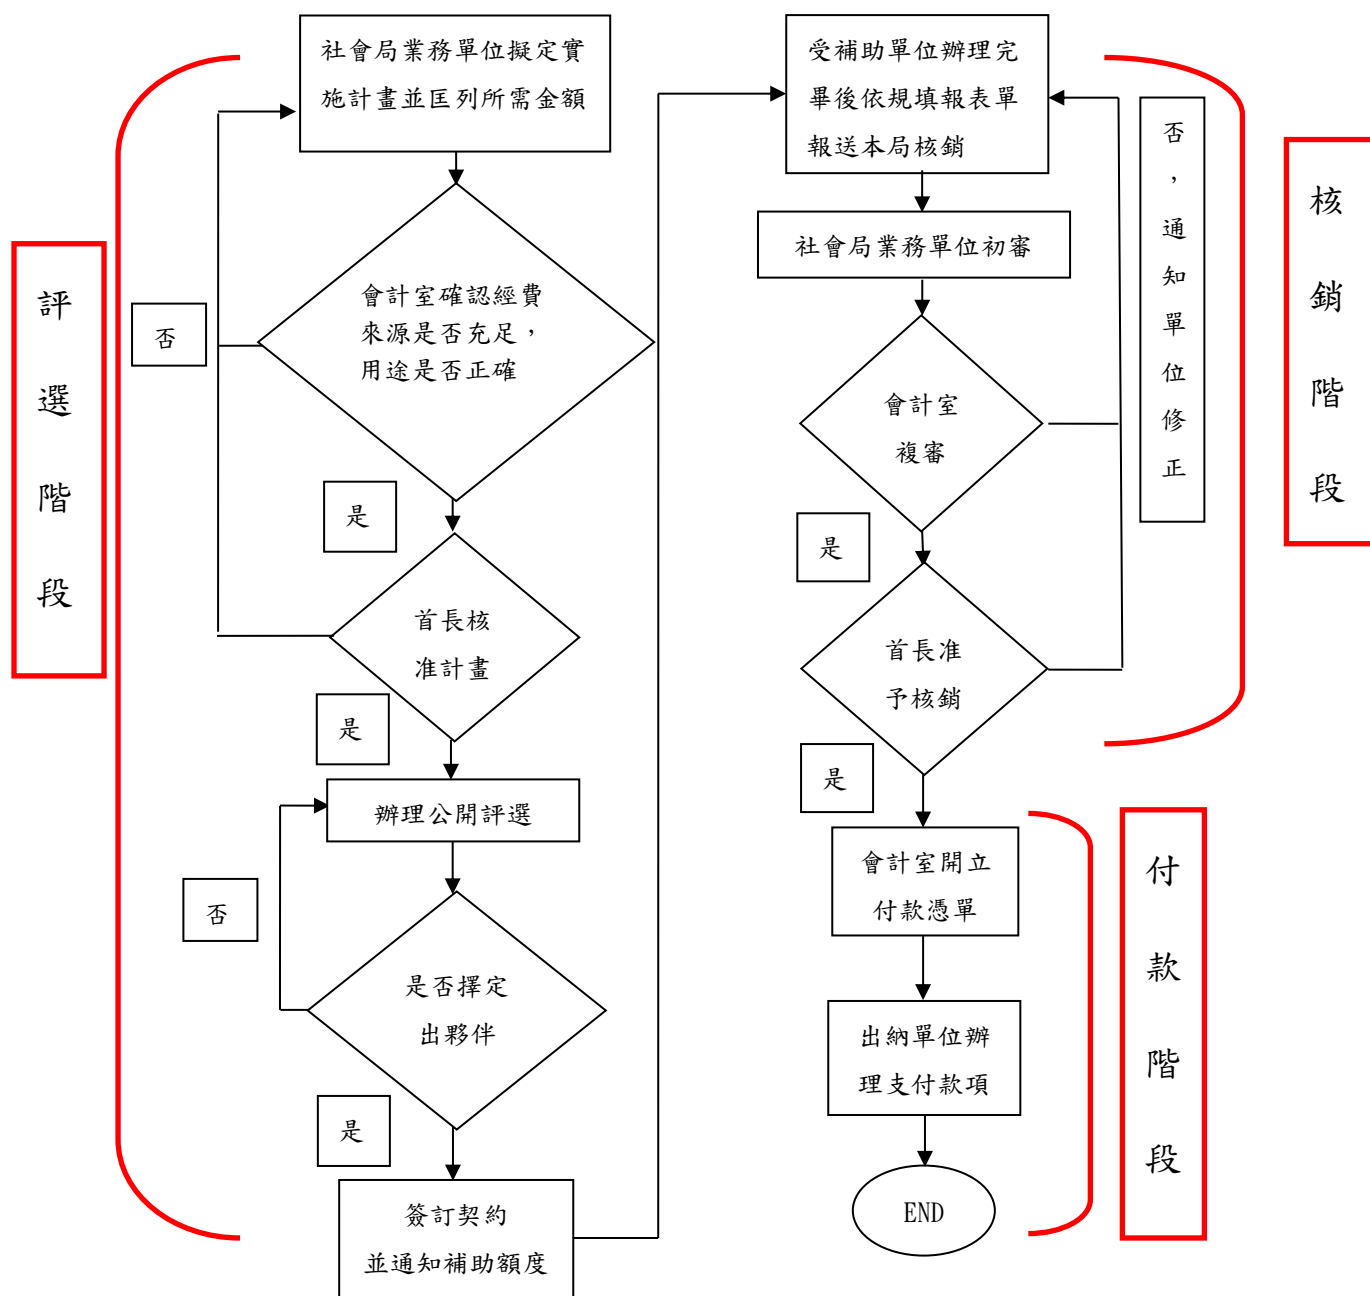 評選階段
社會局業務單位擬定實
施計畫並匡列所需金額
否
會計室確認經費
來源是否充足，
用途是否正確
是
首長核
准計畫
是
辦理公開評選
否
是否擇定
出夥伴
是
簽訂契約
並通知補助額度
受補助單位辦理完
畢後依規填報表單
報送本局核銷
否，通知單位修正
核銷階段
社會局業務單位初審
會計室
複審
是
首長准
予核銷
是
會計室開立
付款憑單
付款階段
出納單位辦
理支付款項
END